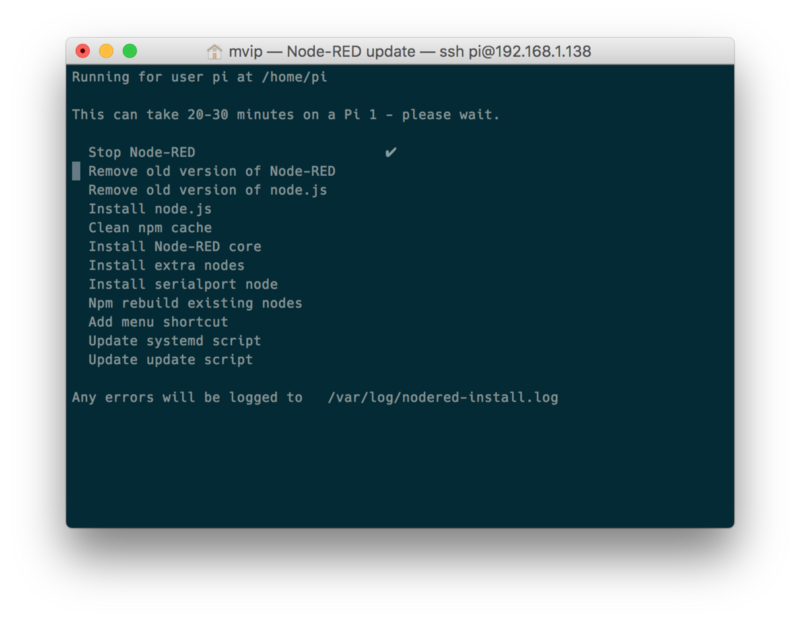 mvip — Node-RED update — ssh pi@192.168.1.138
Running for user pi at /home/pi
This can take 20-30 minutes on a Pi 1 - please wait.
Stop Node-RED ✔
Remove old version of Node-RED
Remove old version of node.js
Install node.js
Clean npm cache
Install Node-RED core
Install extra nodes
Install serialport node
Npm rebuild existing nodes
Add menu shortcut
Update systemd script
Update update script
Any errors will be logged to /var/log/nodered-install.log